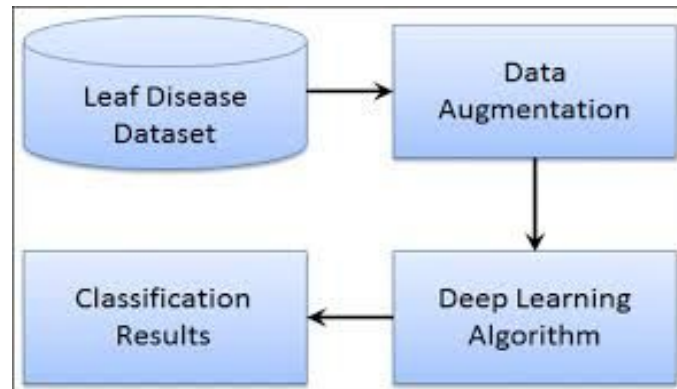 Leaf Disease
Dataset
Data
Augmentation
Deep Learning
Algorithm
Classification
Results